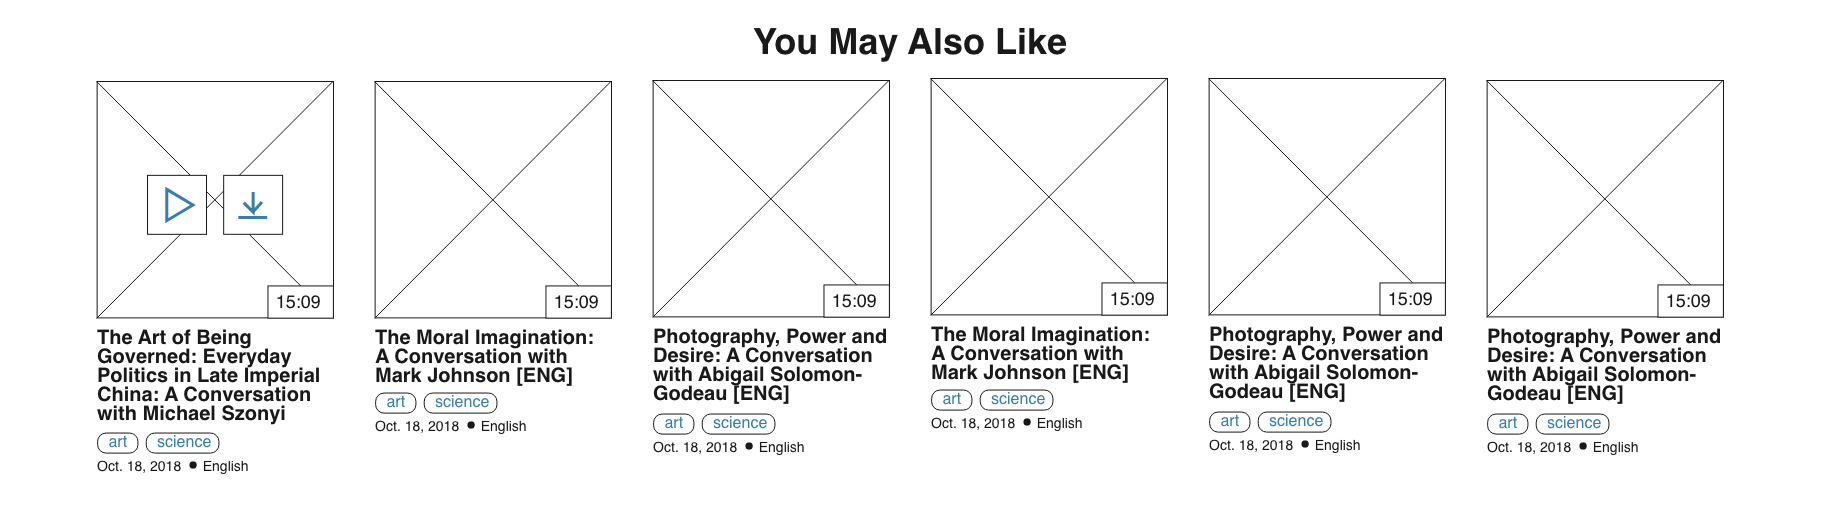 You May Also Like
15:09
The Art of Being
Governed: Everyday
Politics in Late Imperial
China: A Conversation
with Michael Szonyi
art science
Oct. 18, 2018 ● English
15:09
The Moral Imagination:
A Conversation with
Mark Johnson [ENG]
art science
Oct. 18, 2018 ● English
15:09
Photography, Power and
Desire: A Conversation
with Abigail Solomon-
Godeau [ENG]
art science
Oct. 18, 2018 ● English
15:09
The Moral Imagination:
A Conversation with
Mark Johnson [ENG]
art science
Oct. 18, 2018 ● English
15:09
Photography, Power and
Desire: A Conversation
with Abigail Solomon-
Godeau [ENG]
art science
Oct. 18, 2018 ● English
15:09
Photography, Power and
Desire: A Conversation
with Abigail Solomon-
Godeau [ENG]
art science
Oct. 18, 2018 ● English